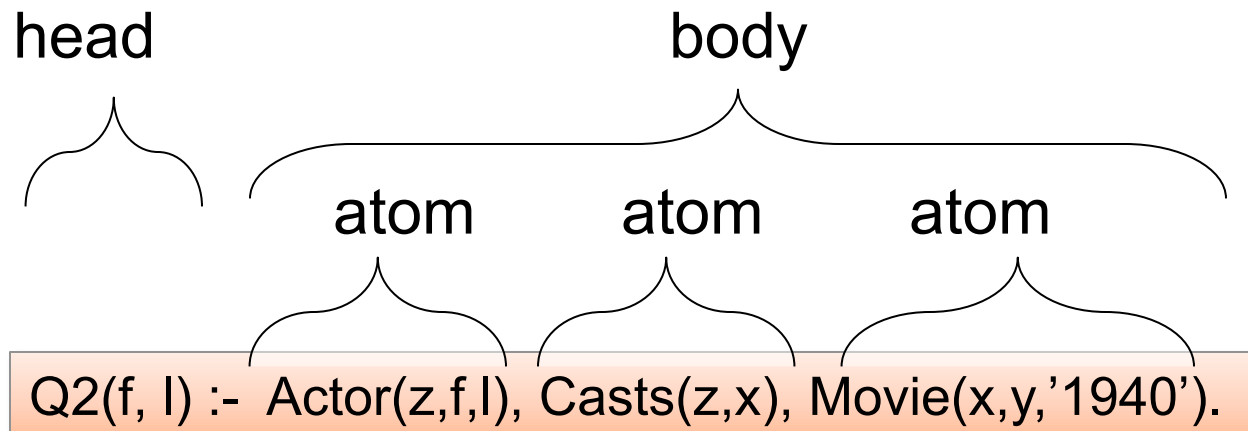 head body
atom atom atom
Q2(f, l) :- Actor(z,f,l), Casts(z,x), Movie(x,y,’1940’).